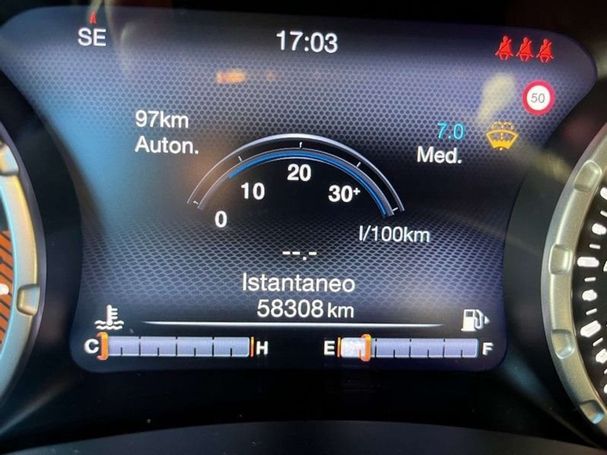 SE 17:03
50
97km 7.0
Auton. Med.
0 10 20 30+
l/100km
--.-
Istantaneo
58308 km
C H E F